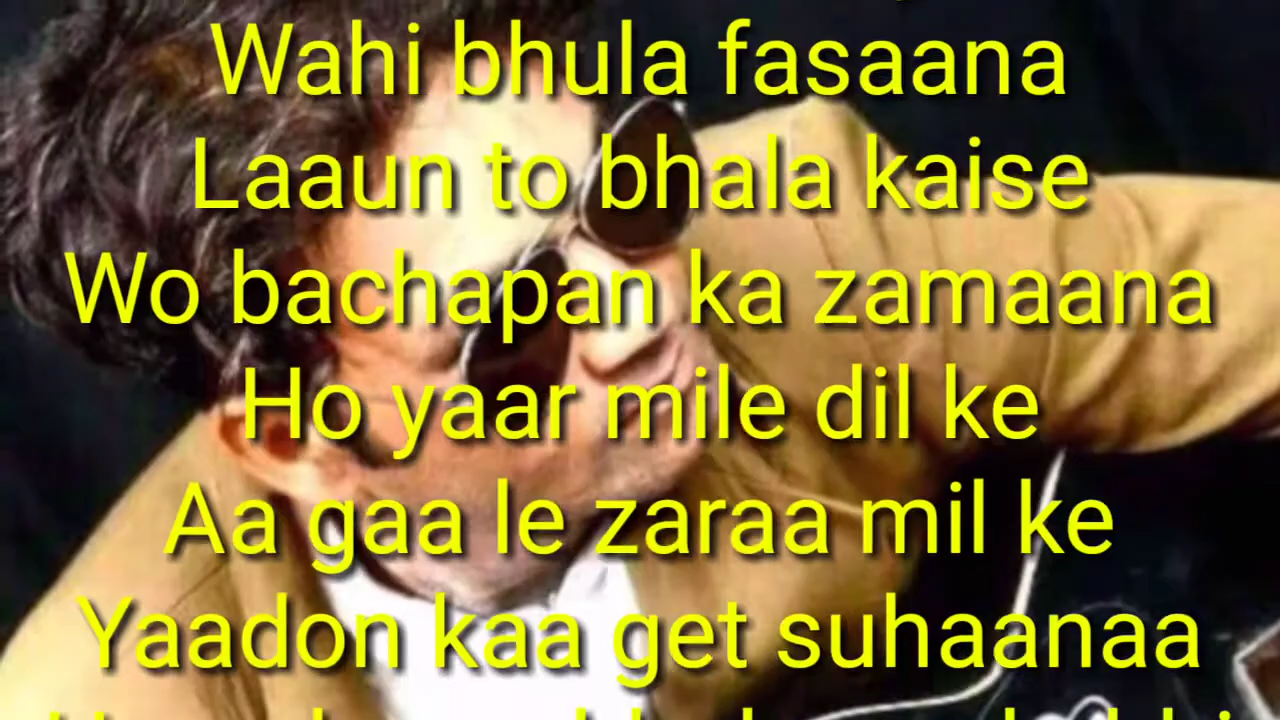 Wahi bhula fasaana
Laaun to bhala kaise
Wo bachapan ka zamaana
Ho yaar mile dil ke
Aa gaa le zaraa mil ke
Yaadon kaa get suhaanaa